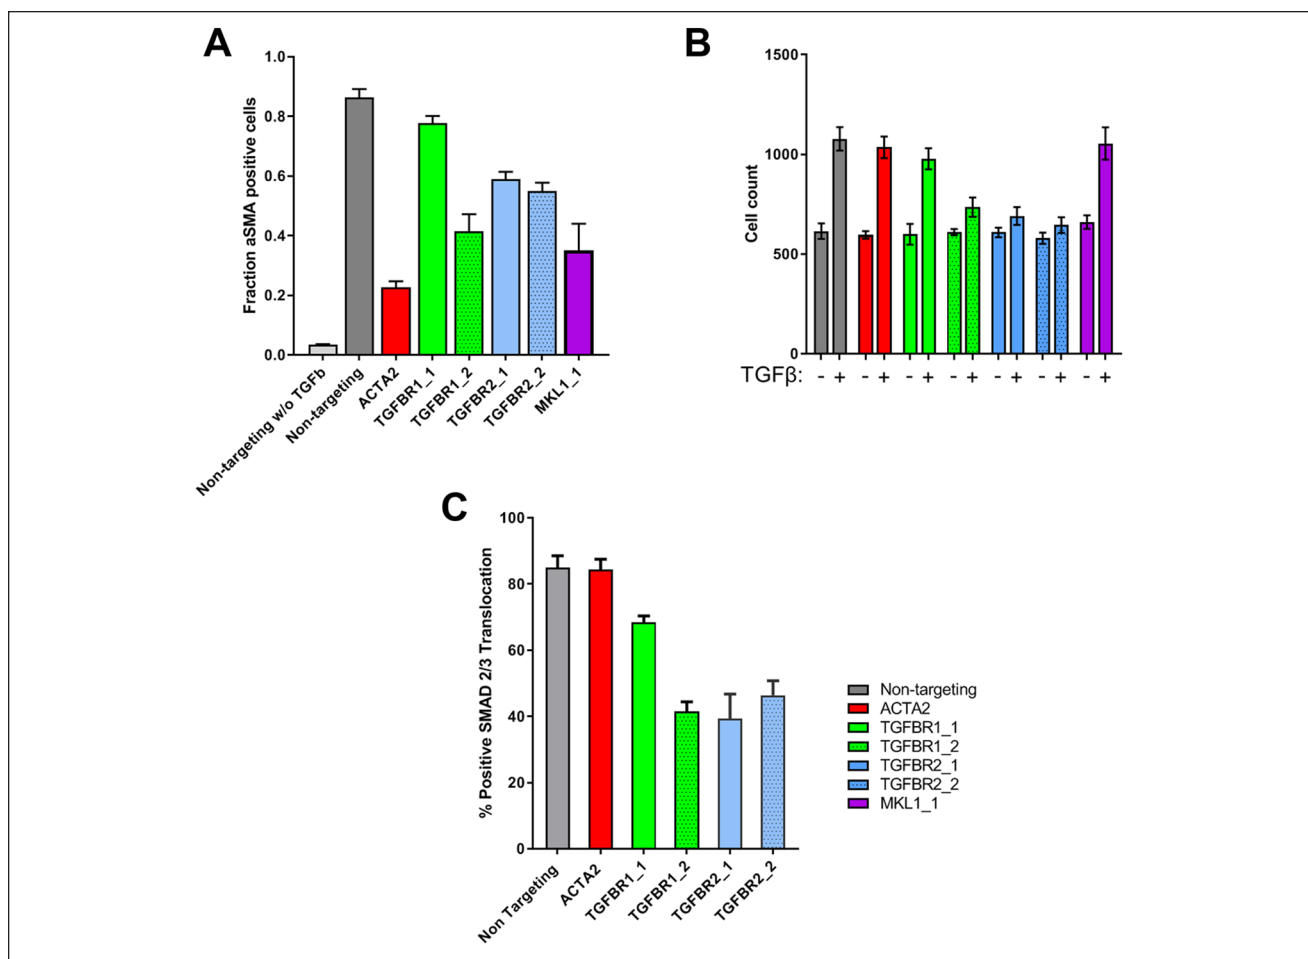 A
Fraction aSMA positive cells
1.0
0.8
0.6
0.4
0.2
0.0
Non-targeting w/o TGFb
Non-targeting
ACTA2
TGFBR1_1
TGFBR1_2
TGFBR2_1
TGFBR2_2
MKL1_1
B
Cell count
1500
1000
500
0
TGFβ: - + - + - + - + - + - + - +
C
% Positive SMAD 2/3 Translocation
100
80
60
40
20
0
Non Targeting
ACTA2
TGFBR1_1
TGFBR1_2
TGFBR2_1
TGFBR2_2
Non-targeting
ACTA2
TGFBR1_1
TGFBR1_2
TGFBR2_1
TGFBR2_2
MKL1_1